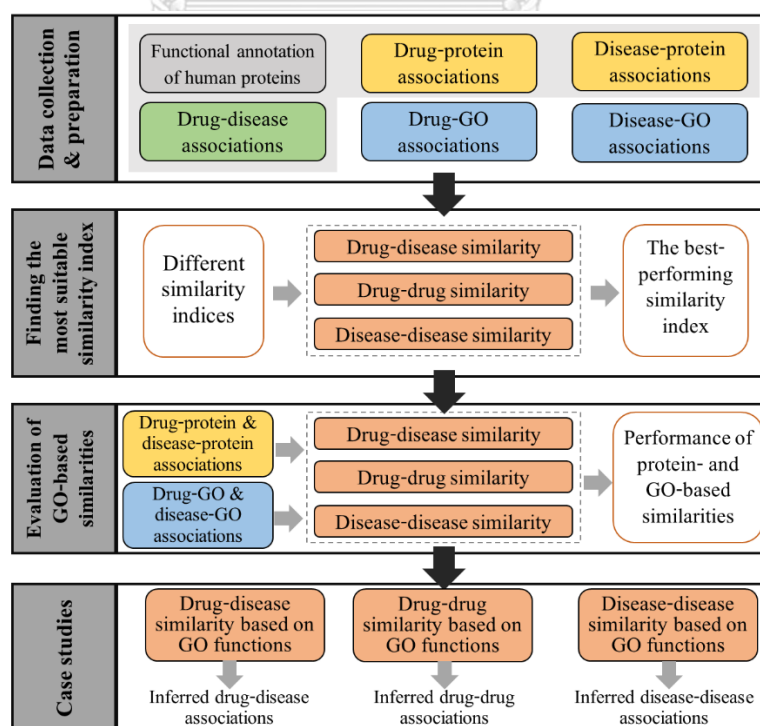 Data collection
& preparation
Functional annotation
of human proteins
Drug-protein
associations
Disease-protein
associations
Drug-disease
associations
Drug-GO
associations
Disease-GO
associations
Finding the
most suitable
similarity index
Different
similarity
indices
Drug-disease similarity
Drug-drug similarity
Disease-disease similarity
The best-
performing
similarity
index
Evaluation of
GO-based
similarities
Drug-protein &
disease-protein
associations
Drug-GO &
disease-GO
associations
Drug-disease similarity
Drug-drug similarity
Disease-disease similarity
Performance of
protein- and
GO-based
similarities
Case studies
Drug-disease
similarity based on
GO functions
Drug-drug
similarity based on
GO functions
Disease-disease
similarity based on
GO functions
Inferred drug-disease
associations
Inferred drug-drug
associations
Inferred disease-disease
associations